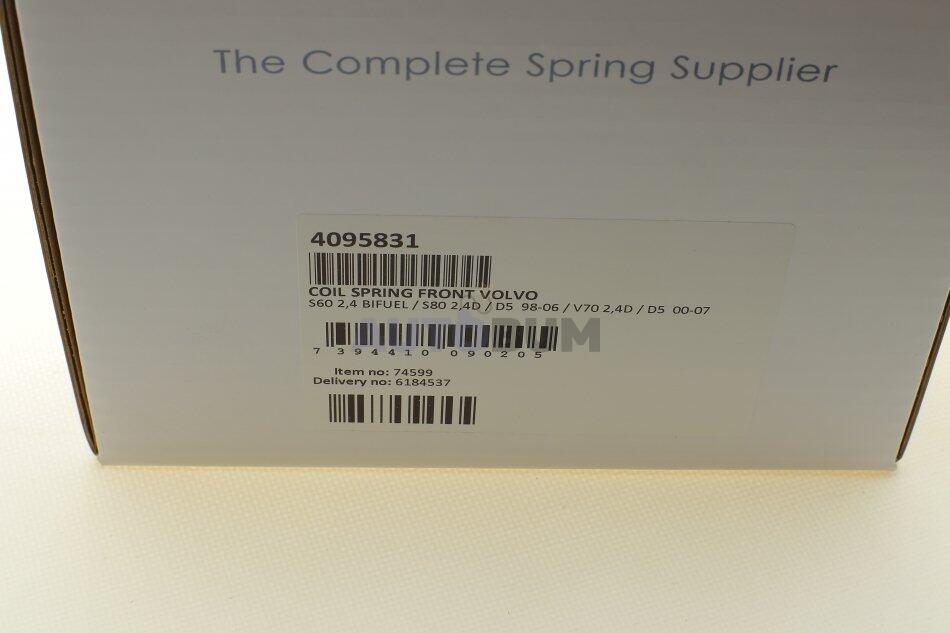 The Complete Spring Supplier
4095831
COIL SPRING FRONT VOLVO
S60 2,4 BIFUEL / S80 2,4D / D5 98-06 / V70 2,4D / D5 00-07
AUTODUM
7 394410 090205
Item no: 74599
Delivery no: 6184537